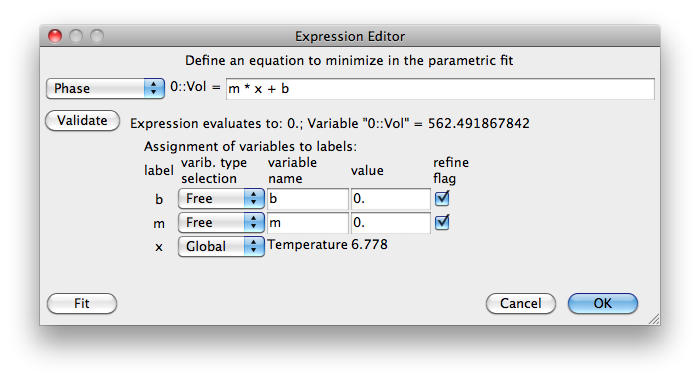 Expression Editor
Define an equation to minimize in the parametric fit
Phase 0::Vol = m * x + b
Validate Expression evaluates to: 0.; Variable "0::Vol" = 562.491867842
Assignment of variables to labels:
label varib. type selection variable name value refine flag
b Free b 0.
m Free m 0.
x Global Temperature 6.778
Fit Cancel OK